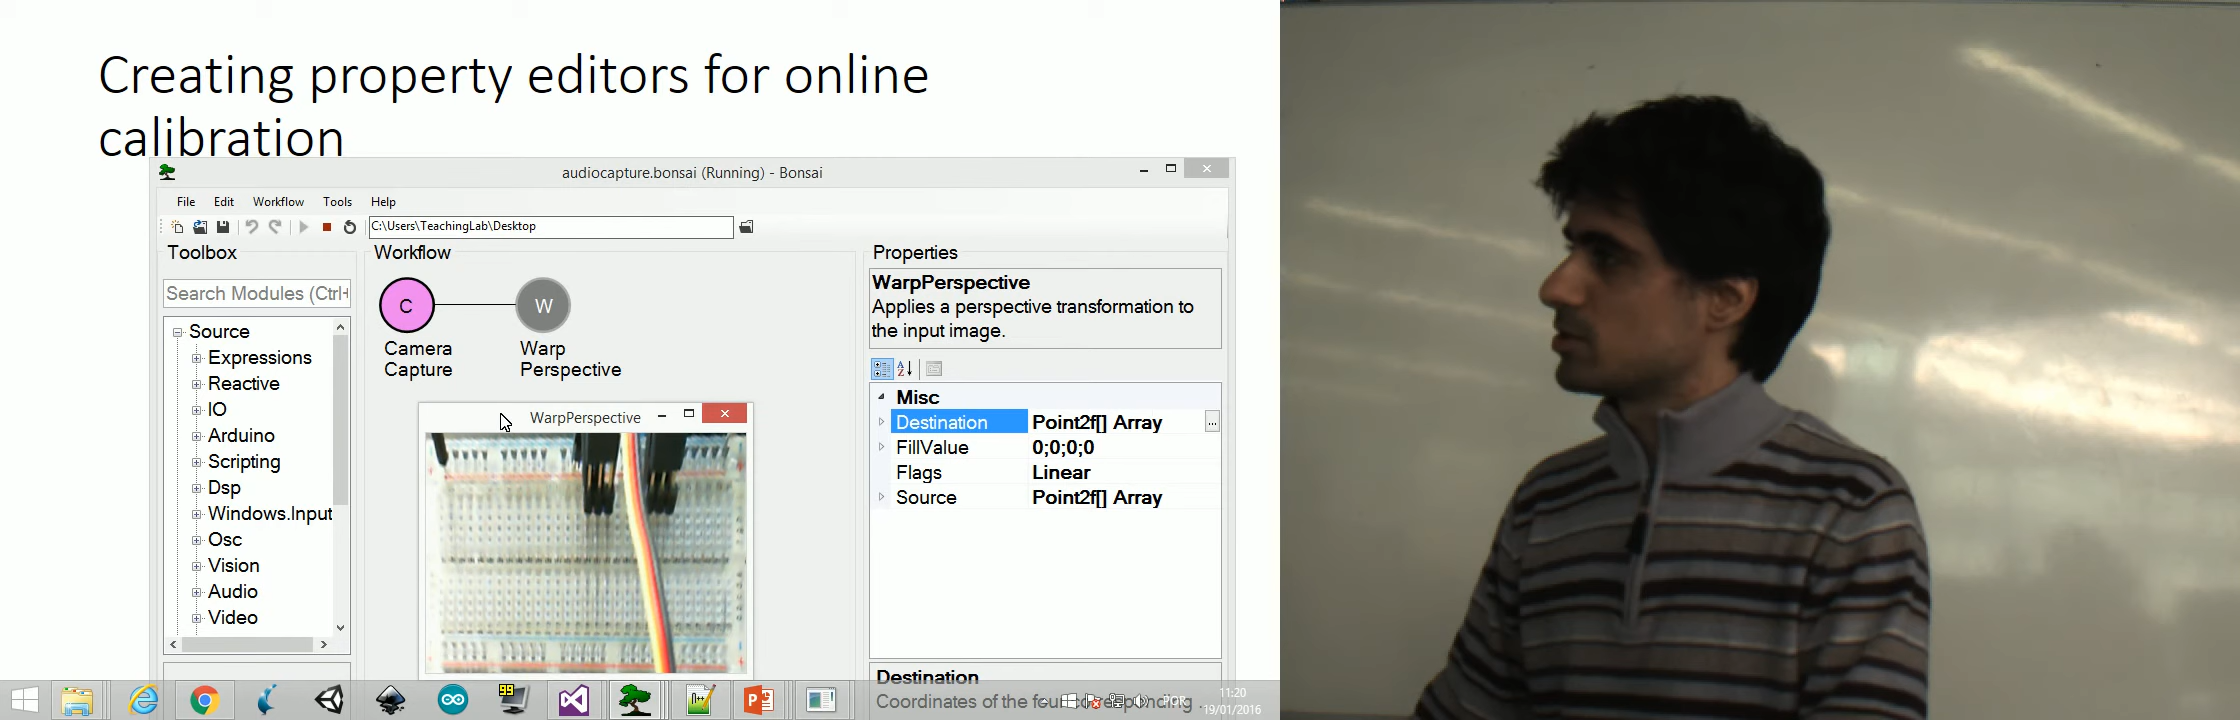 Creating property editors for online
calibration
audiocapture.bonsai (Running) - Bonsai
File Edit Workflow Tools Help
C:\Users\TeachingLab\Desktop
Toolbox
Search Modules (Ctrl+
Source
Expressions
Reactive
IO
Arduino
Scripting
Dsp
Windows.Input
Osc
Vision
Audio
Video
Workflow
C
W
Camera
Capture
Warp
Perspective
WarpPerspective
Properties
WarpPerspective
Applies a perspective transformation to
the input image.
Misc
Destination Point2f[] Array ...
FillValue 0;0;0;0
Flags Linear
Source Point2f[] Array
Destination
Coordinates of the four corresponding
99
POR
11:20
19/01/2016